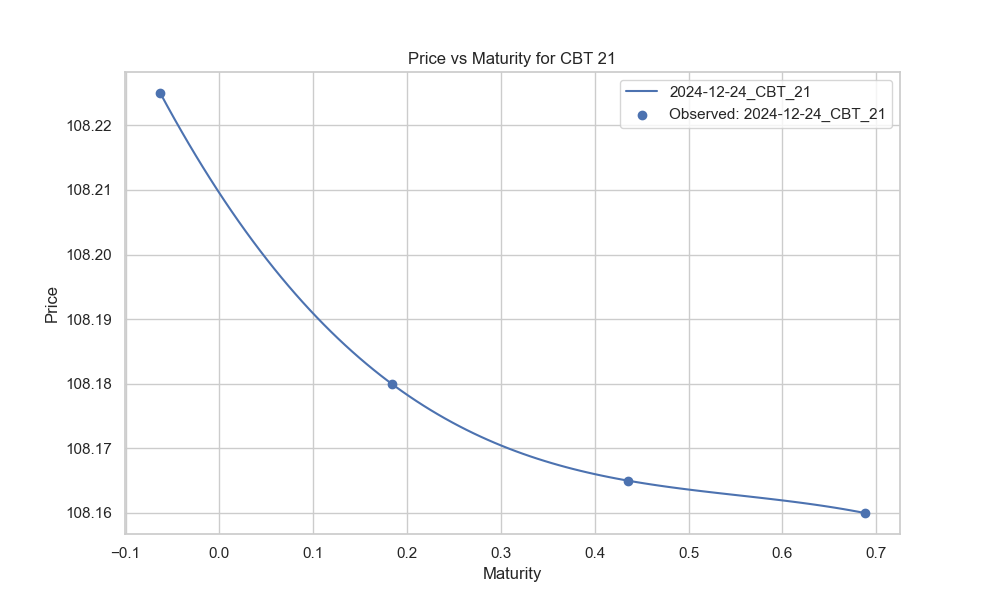 Price vs Maturity for CBT 21
2024-12-24_CBT_21
Observed: 2024-12-24_CBT_21
Price
108.22
108.21
108.20
108.19
108.18
108.17
108.16
−0.1 0.0 0.1 0.2 0.3 0.4 0.5 0.6 0.7
Maturity